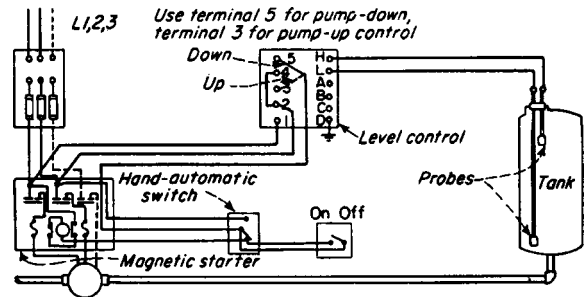 L1,2,3
Use terminal 5 for pump-down,
terminal 3 for pump-up control
Down
Up
5
4
3
2
1
H
L
A
B
C
D
Level control
Hand-automatic
switch
On Off
Probes
Tank
Magnetic starter